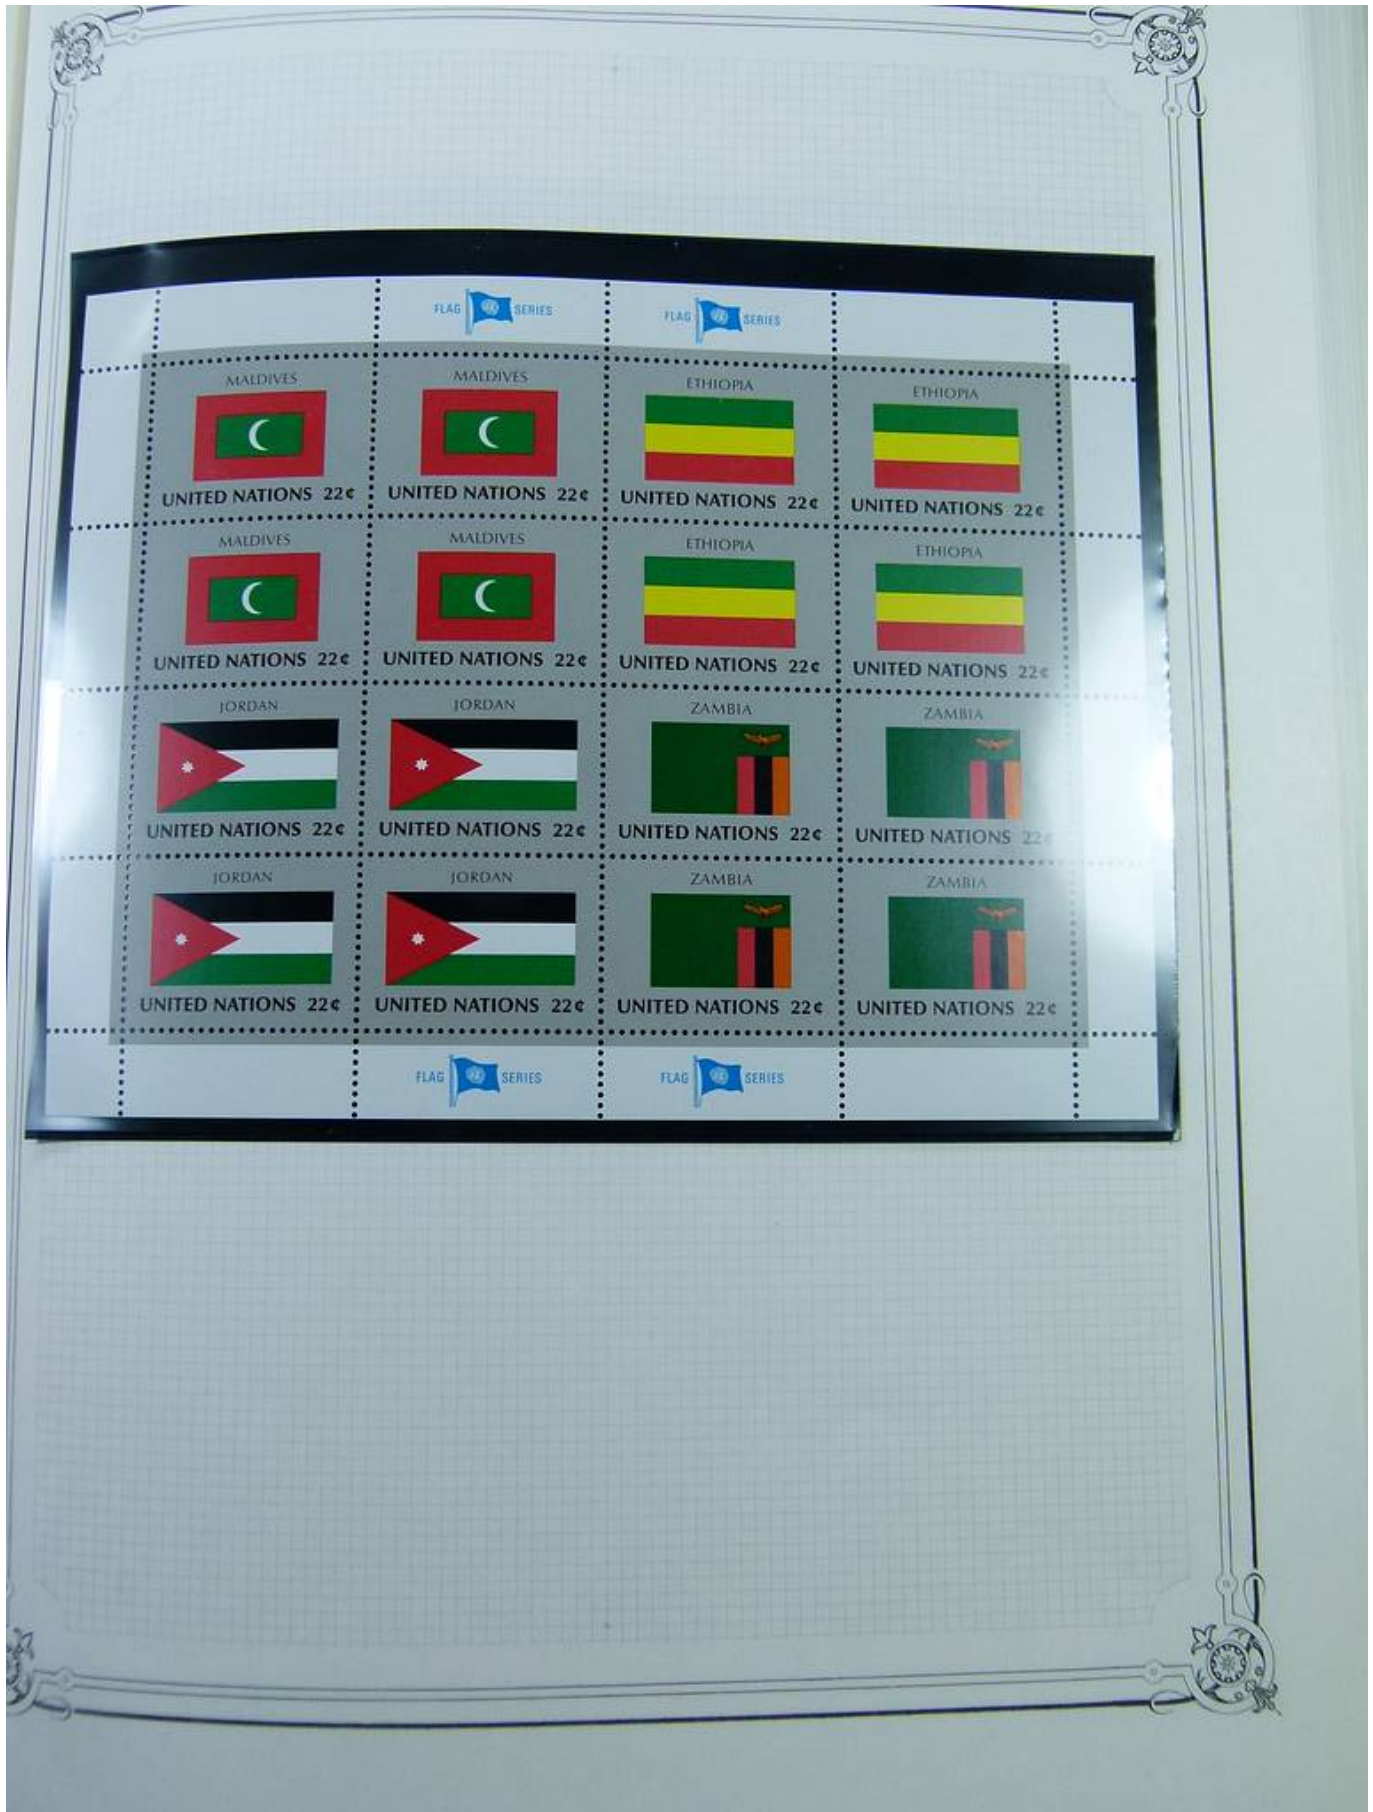 FLAG SERIES FLAG SERIES
MALDIVES MALDIVES ETHIOPIA ETHIOPIA
UNITED NATIONS 22¢ UNITED NATIONS 22¢ UNITED NATIONS 22¢ UNITED NATIONS 22¢
MALDIVES MALDIVES ETHIOPIA ETHIOPIA
UNITED NATIONS 22¢ UNITED NATIONS 22¢ UNITED NATIONS 22¢ UNITED NATIONS 22¢
JORDAN JORDAN ZAMBIA ZAMBIA
UNITED NATIONS 22¢ UNITED NATIONS 22¢ UNITED NATIONS 22¢ UNITED NATIONS 22¢
JORDAN JORDAN ZAMBIA ZAMBIA
UNITED NATIONS 22¢ UNITED NATIONS 22¢ UNITED NATIONS 22¢ UNITED NATIONS 22¢
FLAG SERIES FLAG SERIES